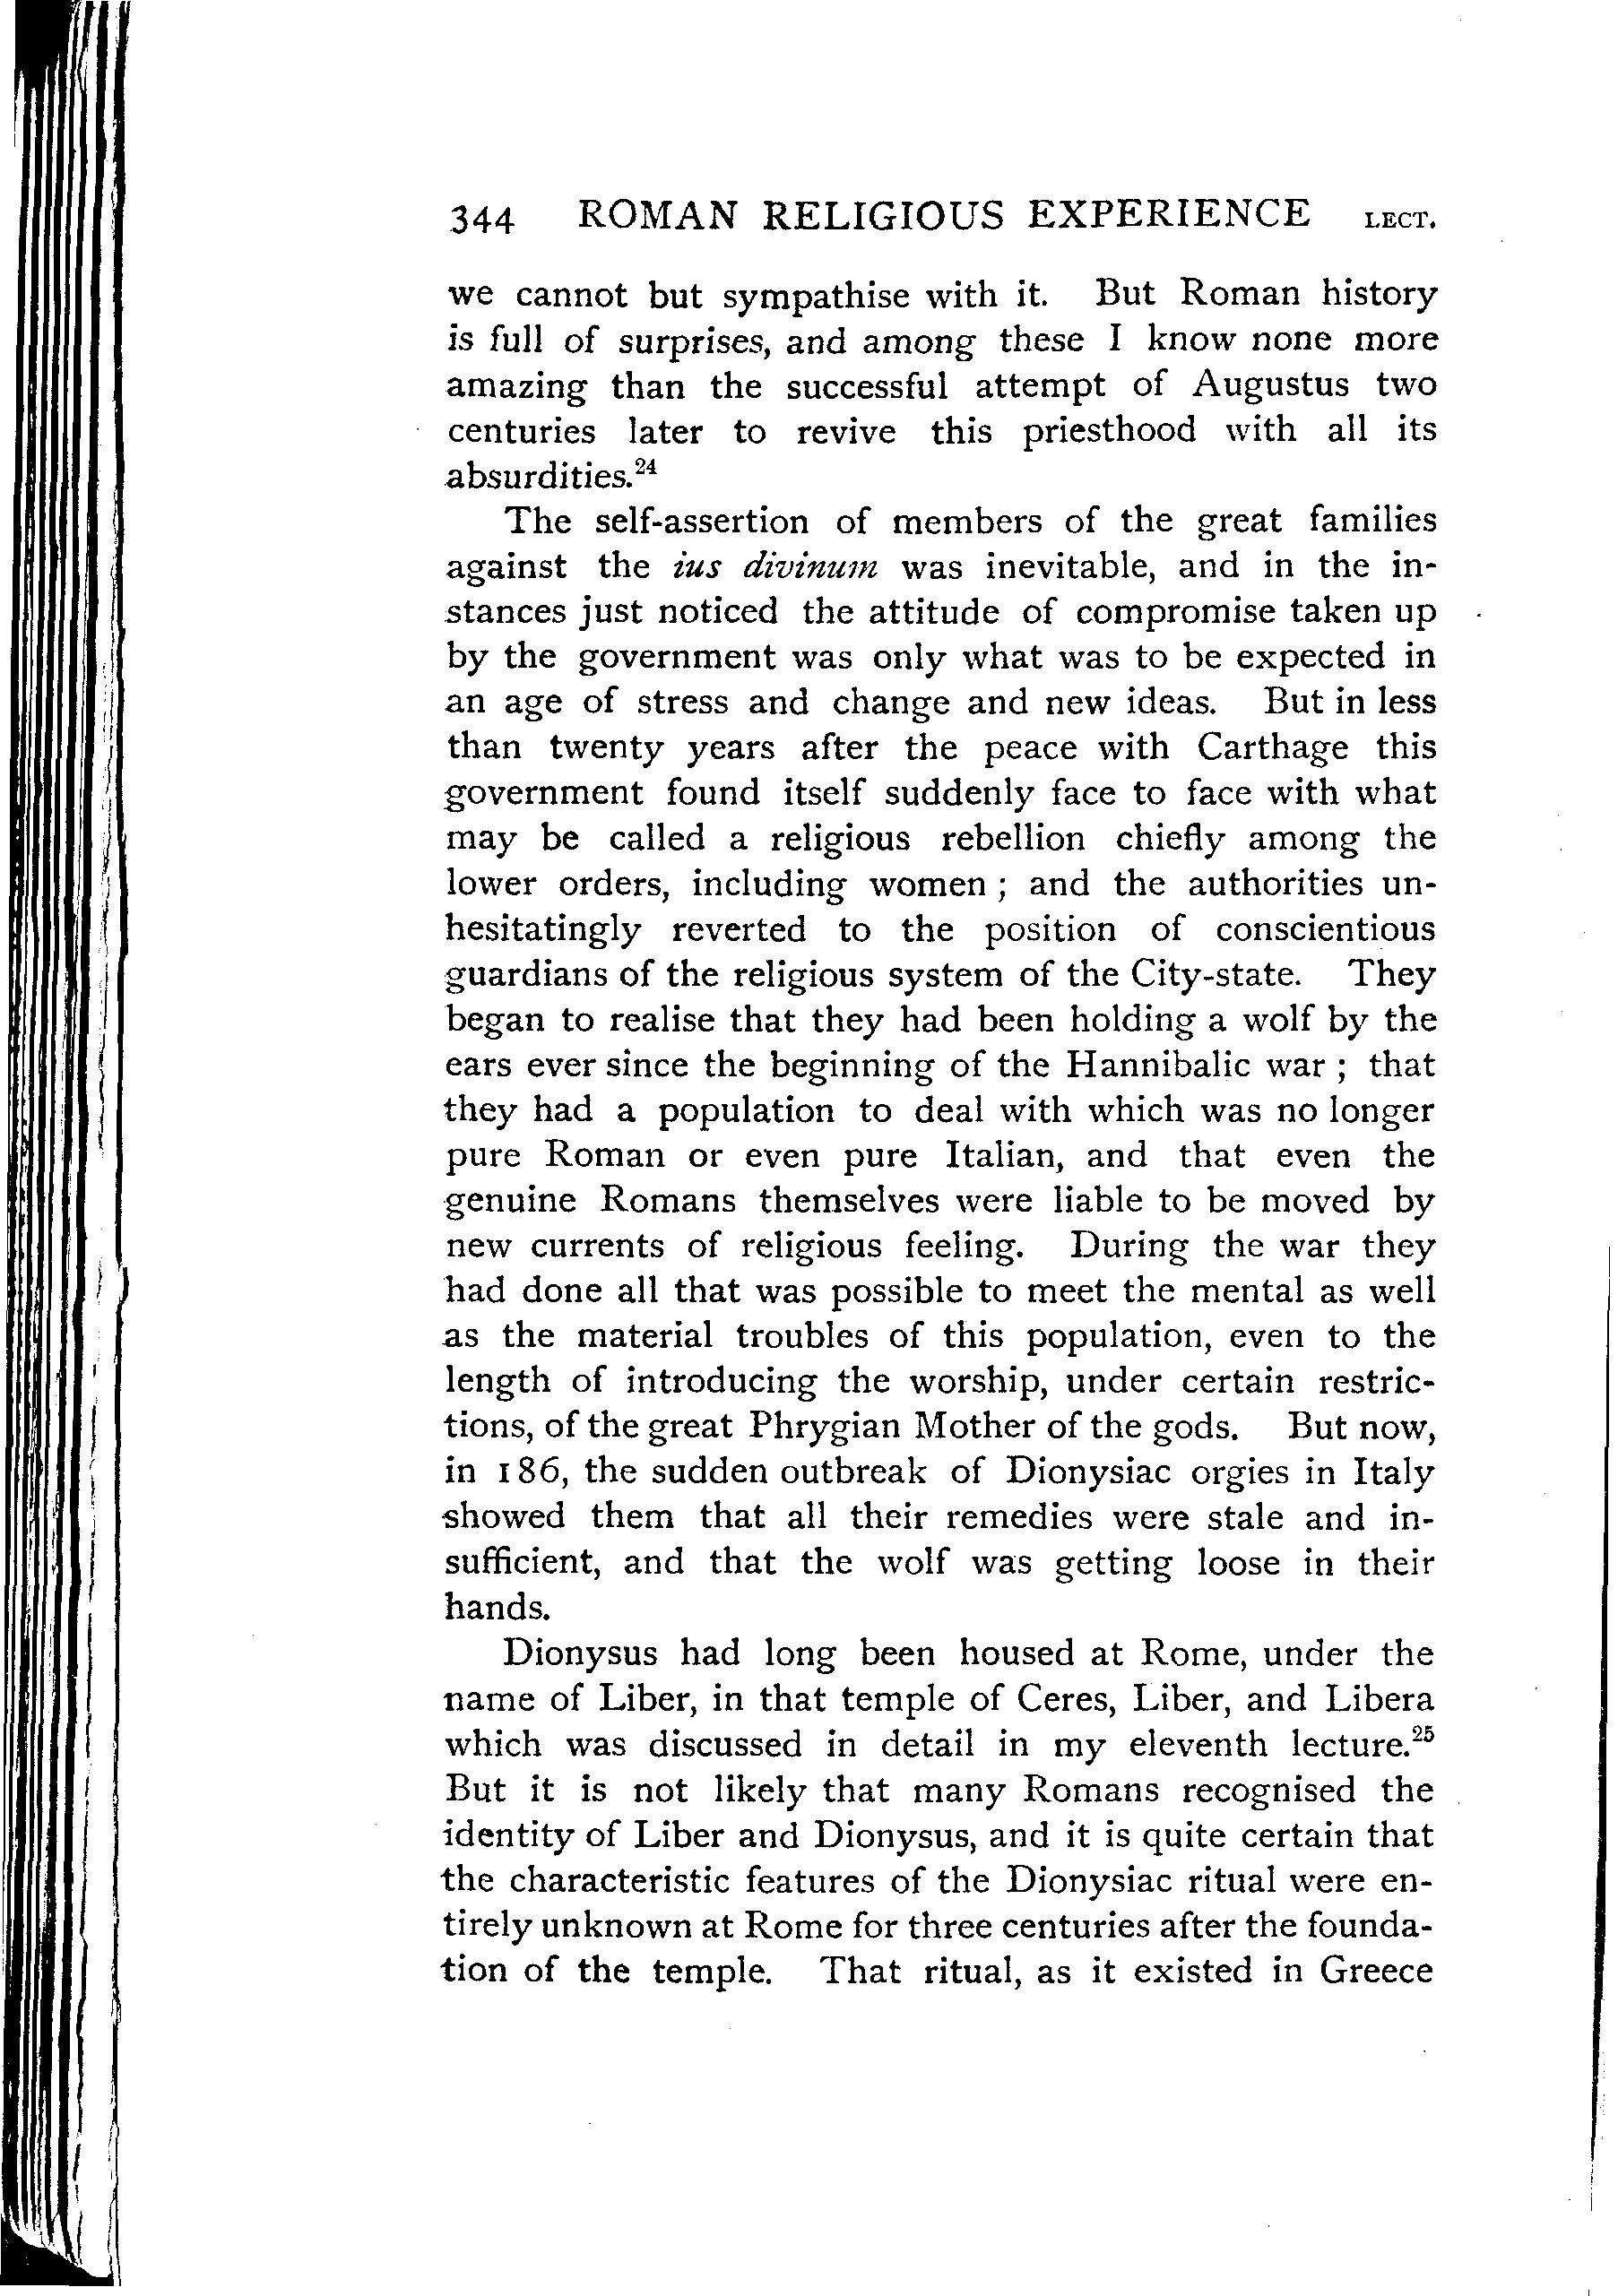 344 ROMAN RELIGIOUS EXPERIENCE LECT.
we cannot but sympathise with it. But Roman history
is full of surprises, and among these I know none more
amazing than the successful attempt of Augustus two
centuries later to revive this priesthood with all its
absurdities.²⁴
The self-assertion of members of the great families
against the ius divinum was inevitable, and in the in-
stances just noticed the attitude of compromise taken up
by the government was only what was to be expected in
an age of stress and change and new ideas. But in less
than twenty years after the peace with Carthage this
government found itself suddenly face to face with what
may be called a religious rebellion chiefly among the
lower orders, including women ; and the authorities un-
hesitatingly reverted to the position of conscientious
guardians of the religious system of the City-state. They
began to realise that they had been holding a wolf by the
ears ever since the beginning of the Hannibalic war ; that
they had a population to deal with which was no longer
pure Roman or even pure Italian, and that even the
genuine Romans themselves were liable to be moved by
new currents of religious feeling. During the war they
had done all that was possible to meet the mental as well
as the material troubles of this population, even to the
length of introducing the worship, under certain restric-
tions, of the great Phrygian Mother of the gods. But now,
in 186, the sudden outbreak of Dionysiac orgies in Italy
showed them that all their remedies were stale and in-
sufficient, and that the wolf was getting loose in their
hands.
Dionysus had long been housed at Rome, under the
name of Liber, in that temple of Ceres, Liber, and Libera
which was discussed in detail in my eleventh lecture.²⁵
But it is not likely that many Romans recognised the
identity of Liber and Dionysus, and it is quite certain that
the characteristic features of the Dionysiac ritual were en-
tirely unknown at Rome for three centuries after the founda-
tion of the temple. That ritual, as it existed in Greece